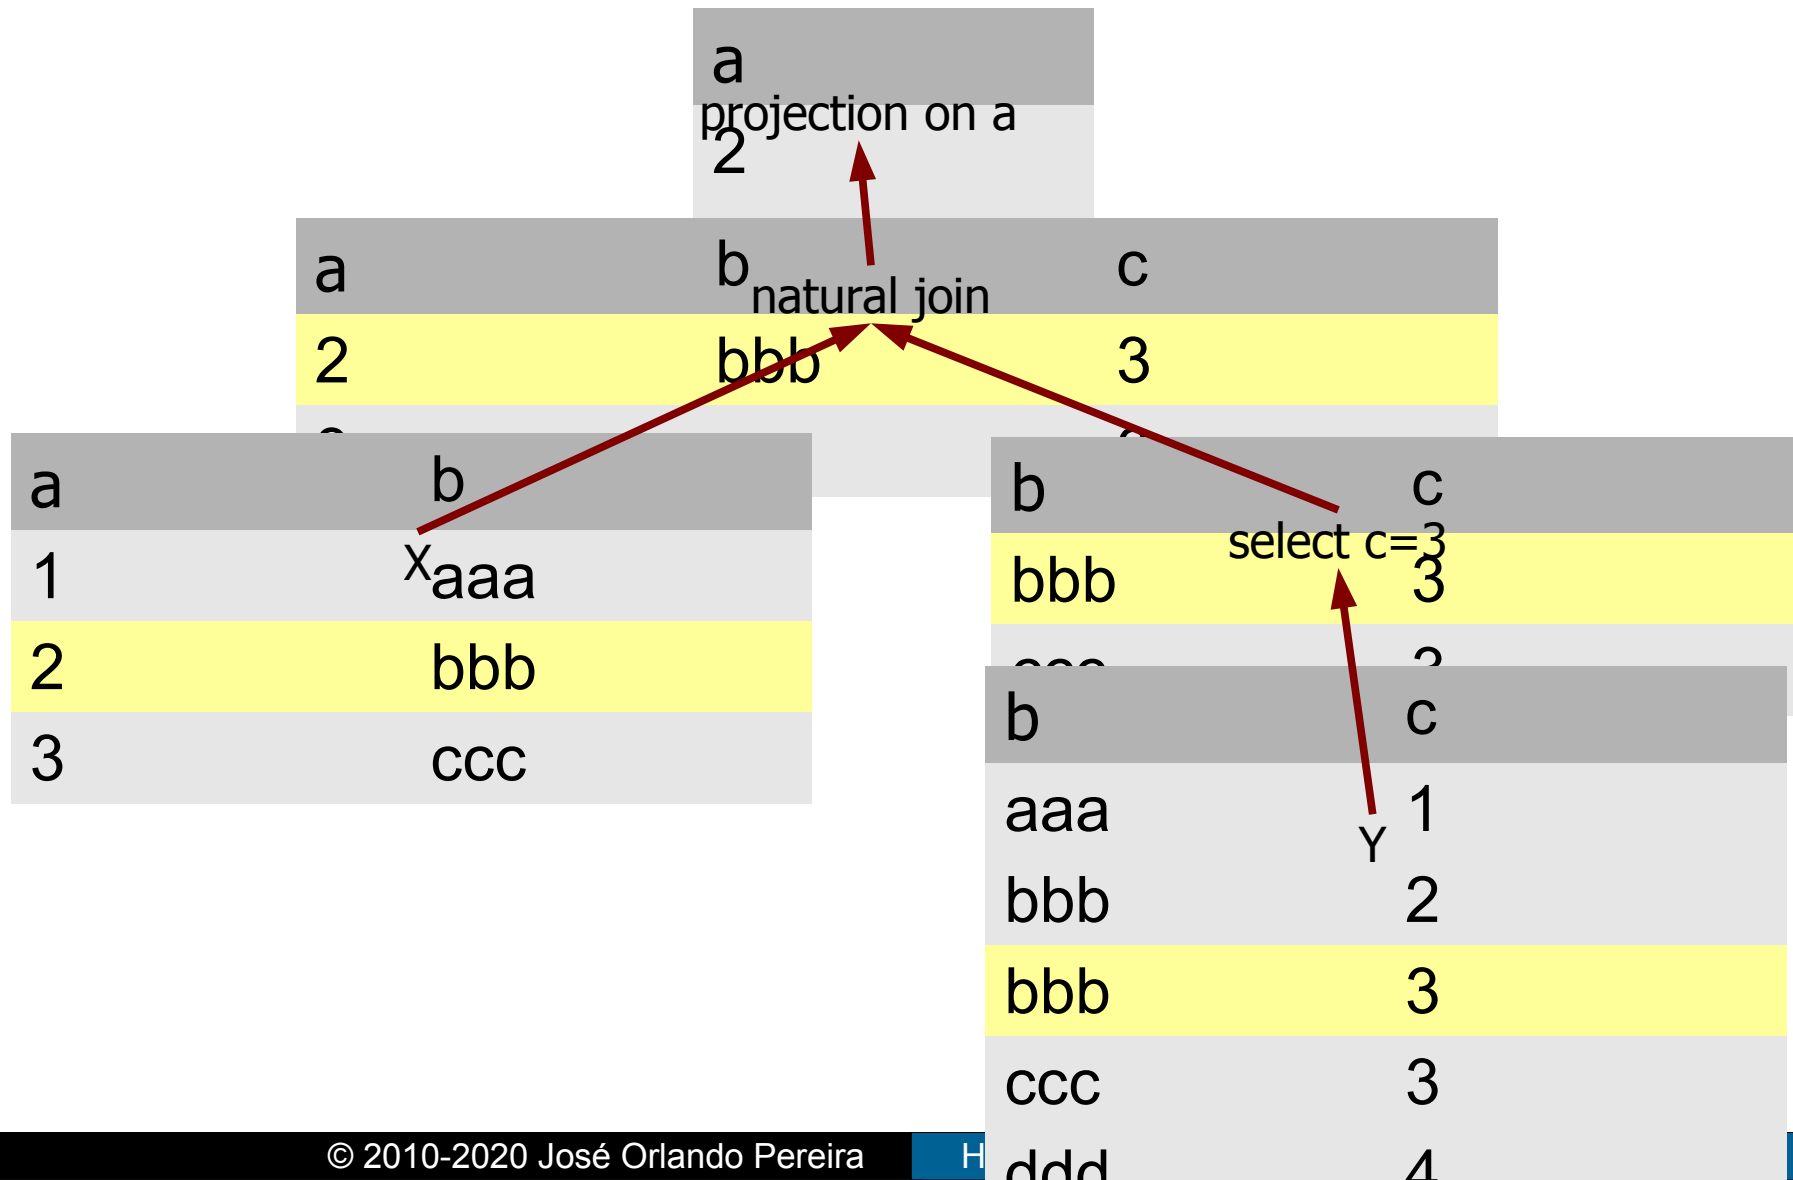 a
projection on a
2
a b c
natural join
2 bbb 3
a b
1 aaa
X
2 bbb
3 ccc
b c
select c=3
bbb 3
b c
aaa 1
Y
bbb 2
bbb 3
ccc 3
ddd 4
© 2010-2020 José Orlando Pereira H